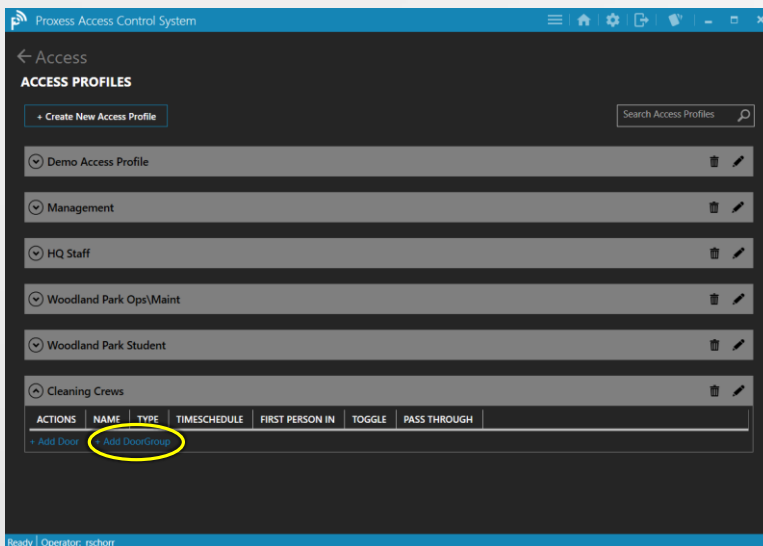 Proxess Access Control System
Access
ACCESS PROFILES
+ Create New Access Profile
Search Access Profiles
Demo Access Profile
Management
HQ Staff
Woodland Park Ops\Maint
Woodland Park Student
Cleaning Crews
ACTIONS NAME TYPE TIMESCHEDULE FIRST PERSON IN TOGGLE PASS THROUGH
+ Add Door + Add DoorGroup
Ready Operator: rschorr